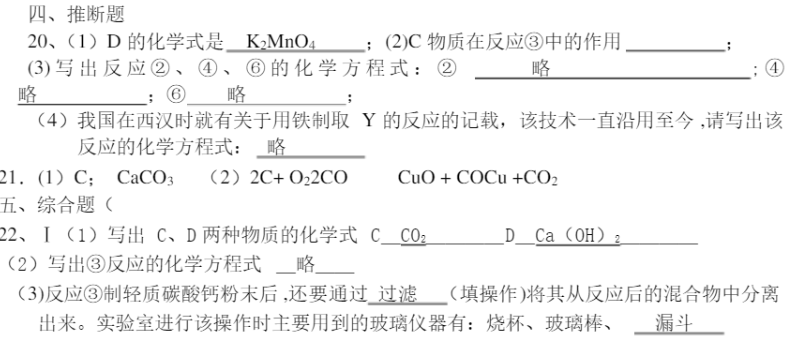 四、推断题
20、（1）D 的化学式是 K₂MnO₄ ；(2)C 物质在反应③中的作用 ；
(3)写出反应②、④、⑥的化学方程式：② 略 ；④
略 ；⑥ 略 ；
（4）我国在西汉时就有关于用铁制取 Y 的反应的记载，该技术一直沿用至今 ,请写出该
反应的化学方程式： 略
21．(1）C； CaCO₃ （2）2C+ O₂2CO CuO + COCu +CO₂
五、综合题（
22、Ⅰ（1）写出 C、D 两种物质的化学式 C CO₂ D Ca（OH）₂
（2）写出③反应的化学方程式 略
（3)反应③制轻质碳酸钙粉末后 ,还要通过 过滤 （填操作)将其从反应后的混合物中分离
出来。实验室进行该操作时主要用到的玻璃仪器有：烧杯、玻璃棒、 漏斗